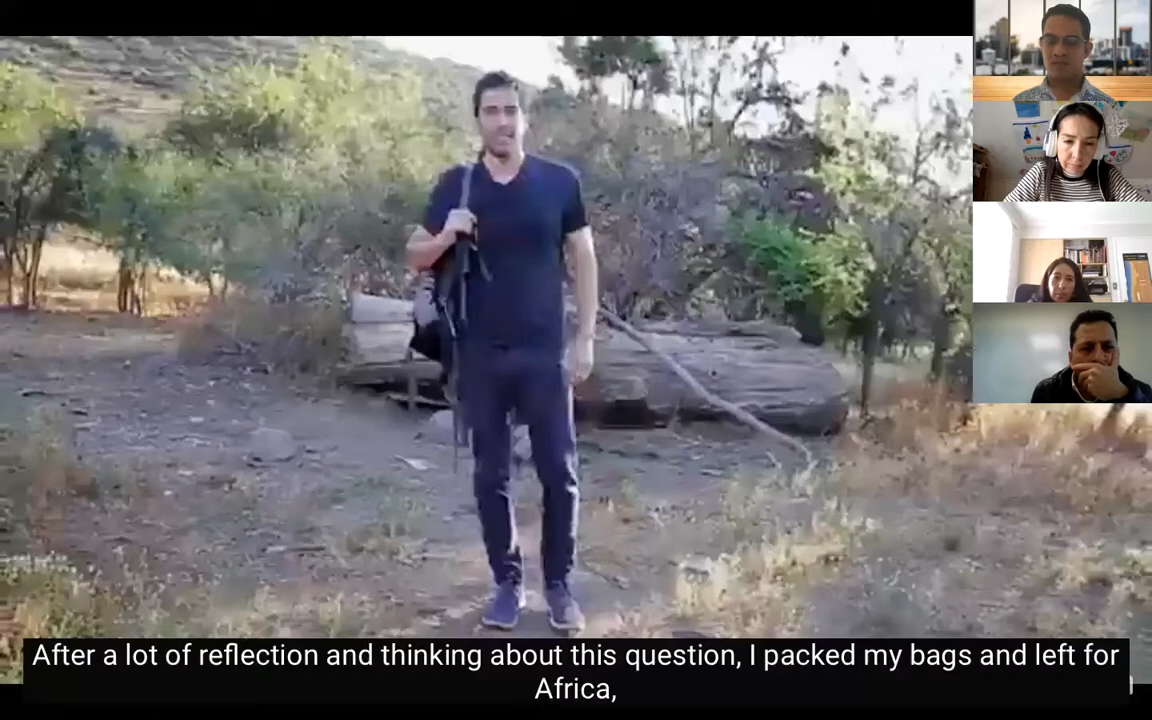 After a lot of reflection and thinking about this question, I packed my bags and left for
Africa,